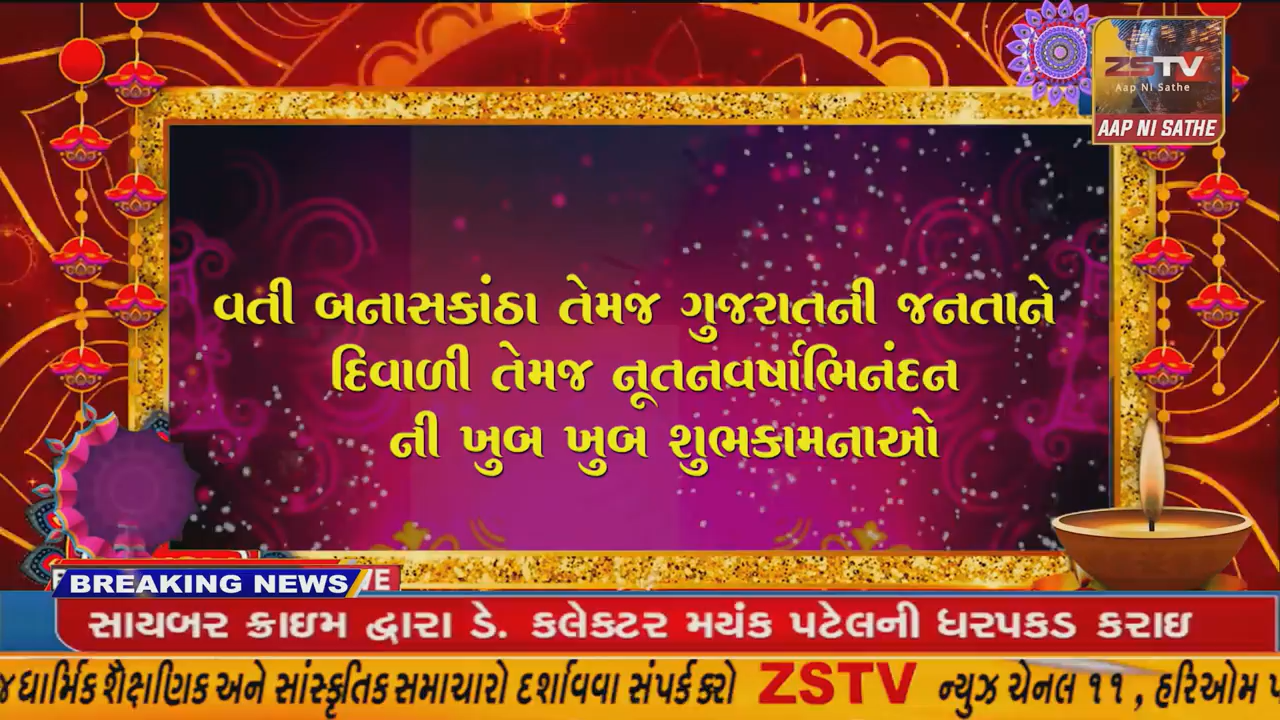 ZSTV
Aap Ni Sathe
AAP NI SATHE
વતી બનાસકાંઠા તેમજ ગુજરાતની જનતાને
દિવાળી તેમજ નૂતનવર્ષાભિનંદન
ની ખુબ ખુબ શુભકામનાઓ
BREAKING NEWS
સાયબર ક્રાઇમ દ્વારા ડે. કલેક્ટર મયંક પટેલની ધરપકડ કરાઇ
ધાર્મિક શૈક્ષણિક અને સાંસ્કૃતિક સમાચારો દર્શાવવા સંપર્ક કરો ZSTV ન્યુઝ ચેનલ ૧૧ , હરિઓમ